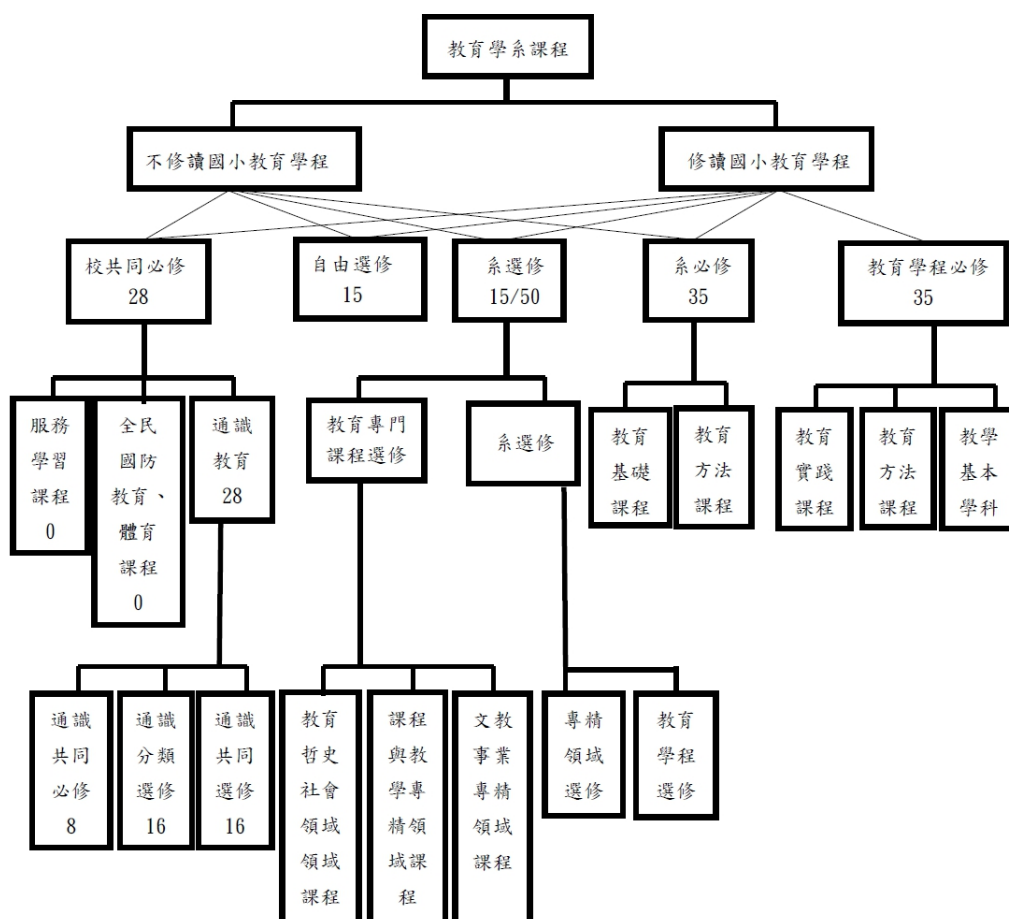 教育學系課程
不修讀國小教育學程
修讀國小教育學程
校共同必修
28
自由選修
15
系選修
15/50
系必修
35
教育學程必修
35
服務
學習
課程
0
全民
國防
教育、
體育
課程
0
通識
教育
28
教育專門
課程選修
系選修
教育
基礎
課程
教育
方法
課程
教育
實踐
課程
教育
方法
課程
教學
基本
學科
通識
共同
必修
8
通識
分類
選修
16
通識
共同
選修
16
教育
哲史
社會
領域
領域
課程
課程
與教
學專
精領
域課
程
文教
事業
專精
領域
課程
專精
領域
選修
教育
學程
選修